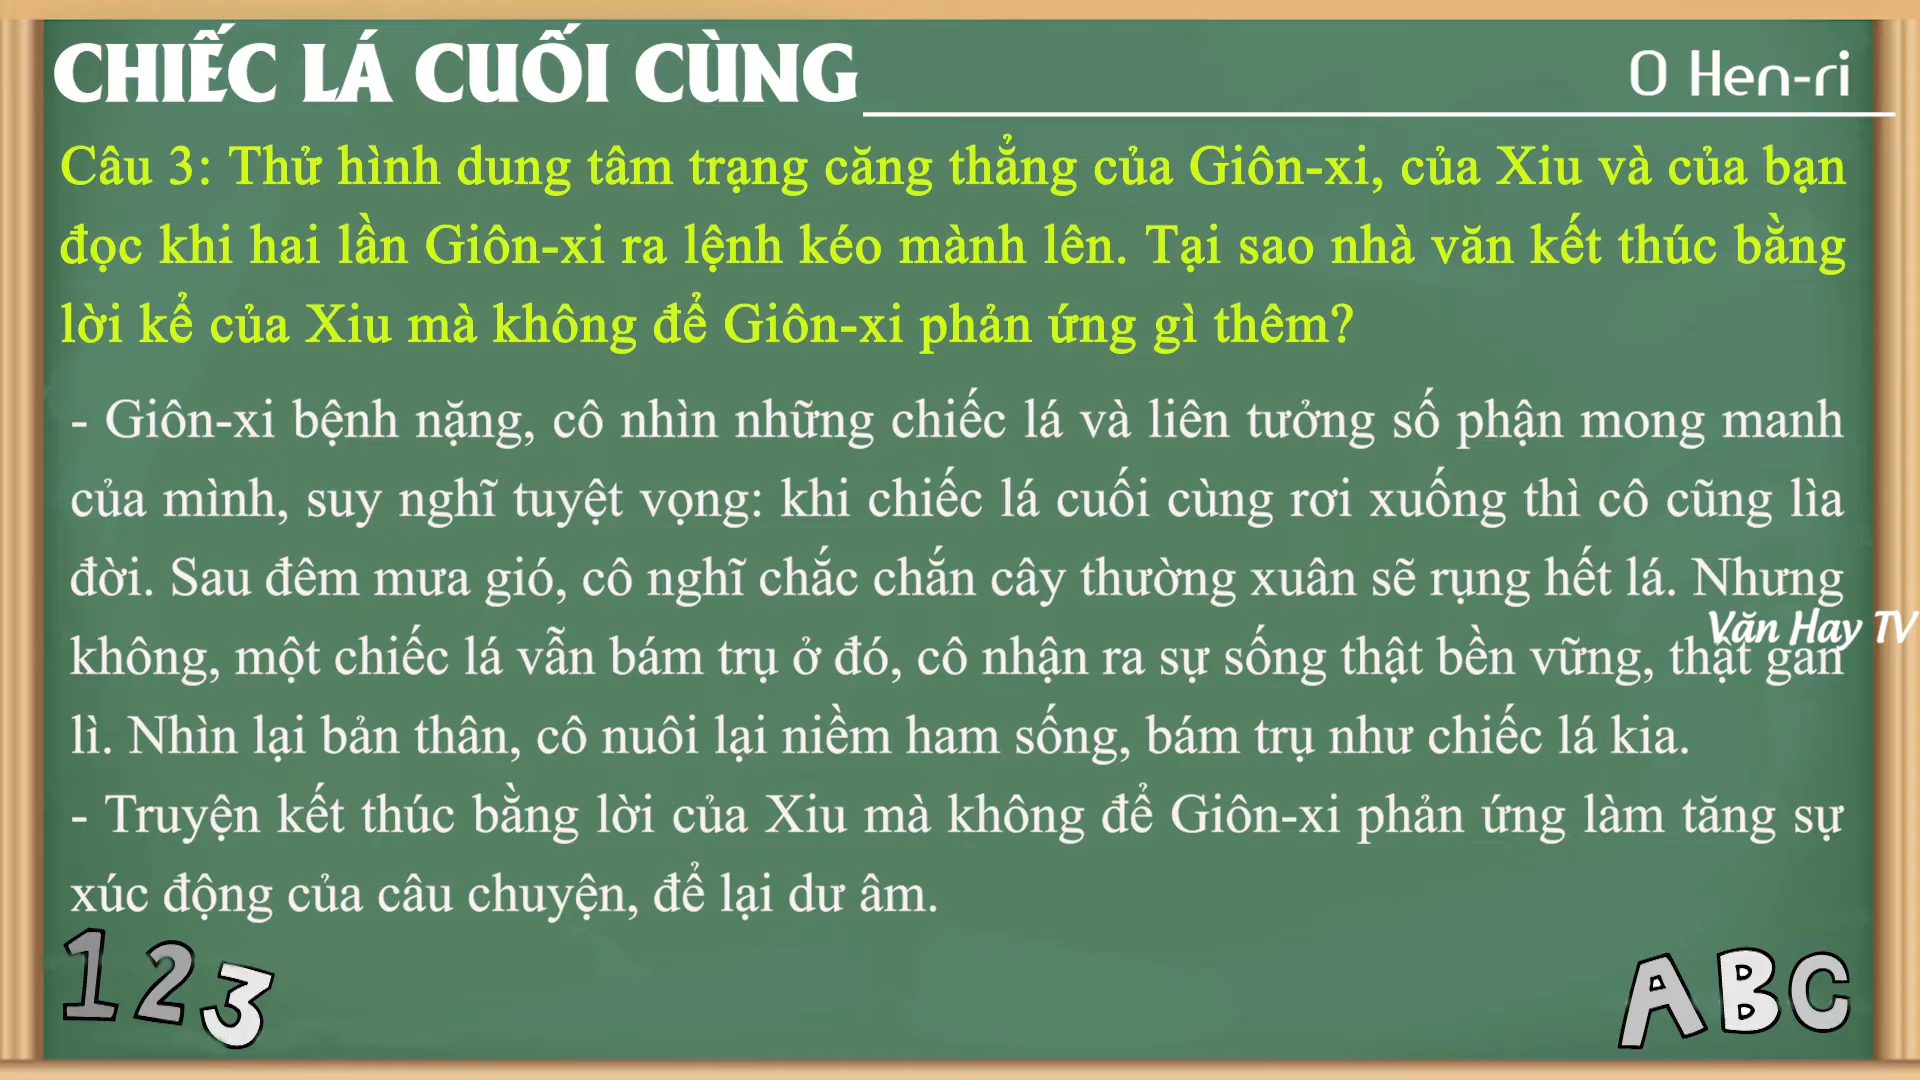 CHIẾC LÁ CUỐI CÙNG
O Hen-ri
Câu 3: Thử hình dung tâm trạng căng thẳng của Giôn-xi, của Xiu và của bạn
đọc khi hai lần Giôn-xi ra lệnh kéo mành lên. Tại sao nhà văn kết thúc bằng
lời kể của Xiu mà không để Giôn-xi phản ứng gì thêm?
- Giôn-xi bệnh nặng, cô nhìn những chiếc lá và liên tưởng số phận mong manh
của mình, suy nghĩ tuyệt vọng: khi chiếc lá cuối cùng rơi xuống thì cô cũng lìa
đời. Sau đêm mưa gió, cô nghĩ chắc chắn cây thường xuân sẽ rụng hết lá. Nhưng
Văn Hay TV
không, một chiếc lá vẫn bám trụ ở đó, cô nhận ra sự sống thật bền vững, thật gan
lì. Nhìn lại bản thân, cô nuôi lại niềm ham sống, bám trụ như chiếc lá kia.
- Truyện kết thúc bằng lời của Xiu mà không để Giôn-xi phản ứng làm tăng sự
xúc động của câu chuyện, để lại dư âm.
123
ABC